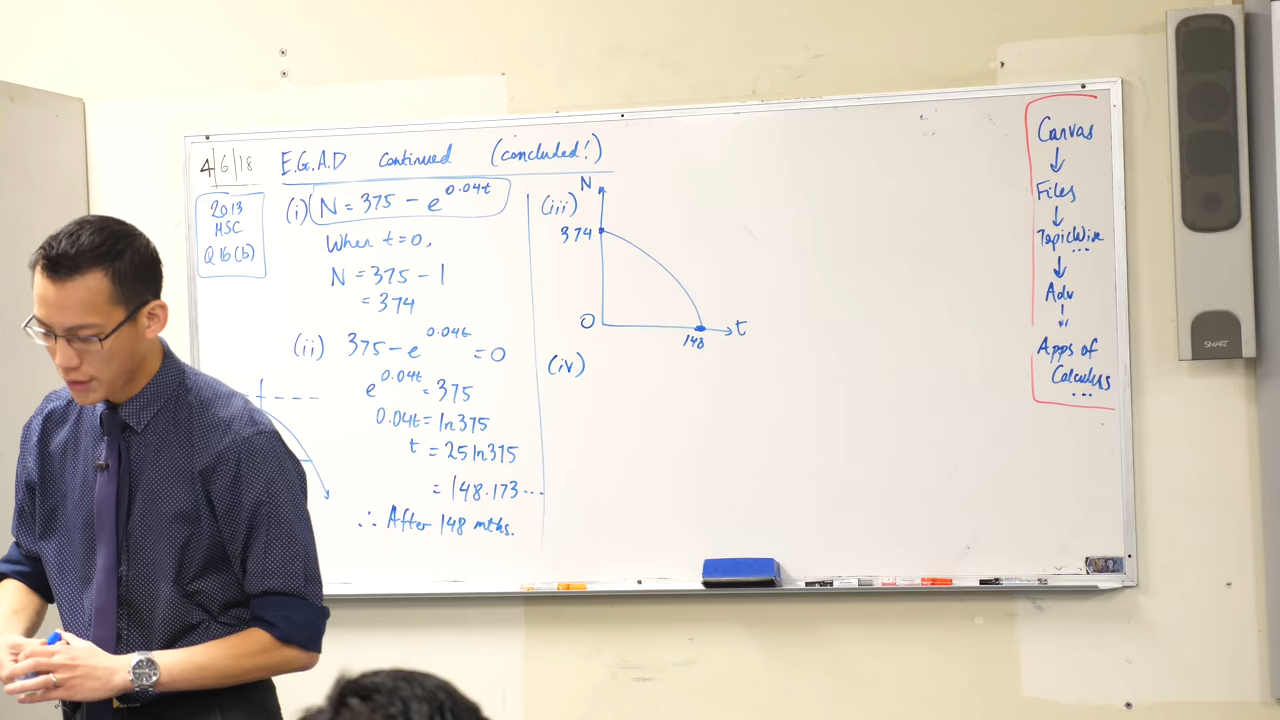 4|6|18 E.G.A.D continued (concluded!)
2013
HSC
Q16(b)
(i) N = 375 - e^0.04t
When t=0,
N = 375 - 1
= 374
(ii) 375 - e^0.04t = 0
e^0.04t = 375
0.04t = ln375
t = 25ln375
= 148.173...
∴ After 148 mths.
(iii)
N
374
O
148
t
(iv)
Canvas
↓
Files
↓
TopicWise
...
↓
Adv
↓
Apps of
Calculus
...
SMART